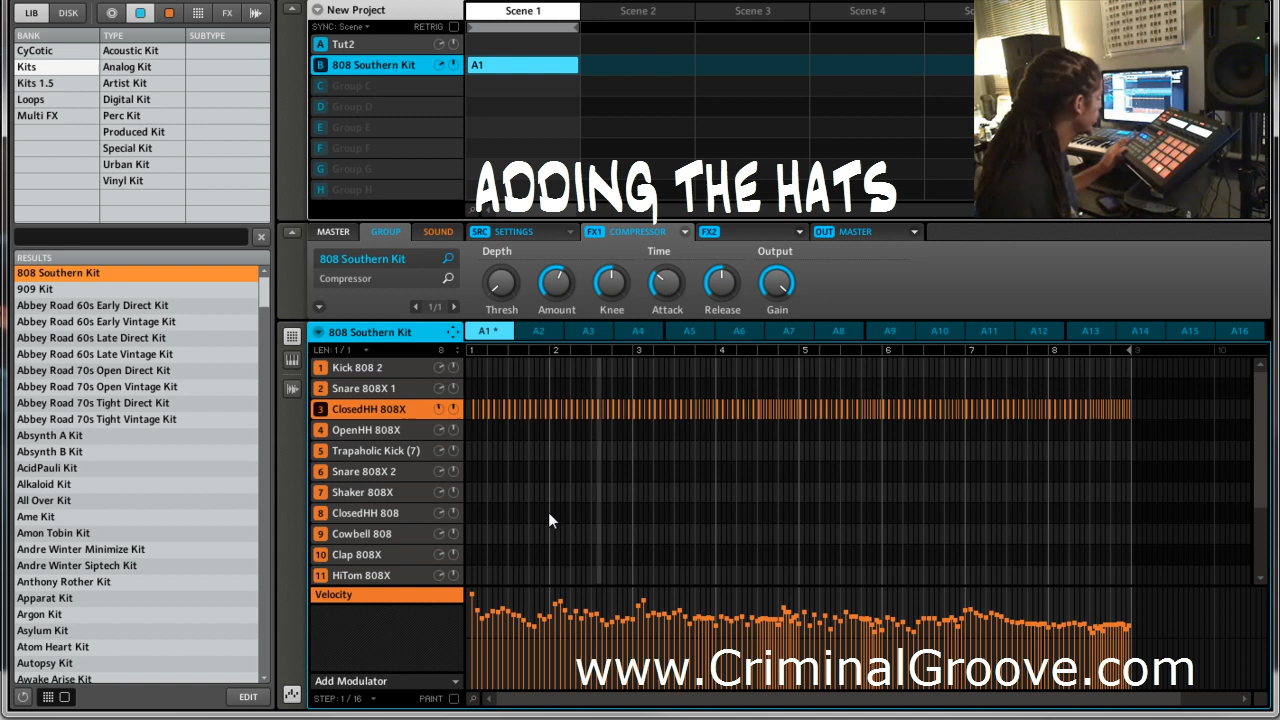 LIB DISK FX
BANK TYPE SUBTYPE
CyCotic Acoustic Kit
Kits Analog Kit
Kits 1.5 Artist Kit
Loops Digital Kit
Multi FX Perc Kit
Produced Kit
Special Kit
Urban Kit
Vinyl Kit
RESULTS
808 Southern Kit
909 Kit
Abbey Road 60s Early Direct Kit
Abbey Road 60s Early Vintage Kit
Abbey Road 60s Late Direct Kit
Abbey Road 60s Late Vintage Kit
Abbey Road 70s Open Direct Kit
Abbey Road 70s Open Vintage Kit
Abbey Road 70s Tight Direct Kit
Abbey Road 70s Tight Vintage Kit
Absynth A Kit
Absynth B Kit
AcidPauli Kit
Alkaloid Kit
All Over Kit
Ame Kit
Amon Tobin Kit
Andre Winter Minimize Kit
Andre Winter Siptech Kit
Anthony Rother Kit
Apparat Kit
Argon Kit
Asylum Kit
Atom Heart Kit
Autopsy Kit
Awake Arise Kit
EDIT
New Project Scene 1 Scene 2 Scene 3 Scene 4
SYNC: Scene RETRIG
A Tut2
B 808 Southern Kit A1
C Group C
D Group D
E Group E
F Group F
G Group G
H Group H
ADDING THE HATS
MASTER GROUP SOUND SRC SETTINGS FX1 COMPRESSOR FX2 OUT MASTER
Depth Time Output
808 Southern Kit
Compressor
1/1
Thresh Amount Knee Attack Release Gain
808 Southern Kit A1 * A2 A3 A4 A5 A6 A7 A8 A9 A10 A11 A12 A13 A14 A15 A16
LEN: 1 / 1 8 1 2 3 4 5 6 7 8 9 10
1 Kick 808 2
2 Snare 808X 1
3 ClosedHH 808X
4 OpenHH 808X
5 Trapaholic Kick (7)
6 Snare 808X 2
7 Shaker 808X
8 ClosedHH 808
9 Cowbell 808
10 Clap 808X
11 HiTom 808X
Velocity
www.CriminalGroove.com
Add Modulator
STEP: 1 / 16 PAINT